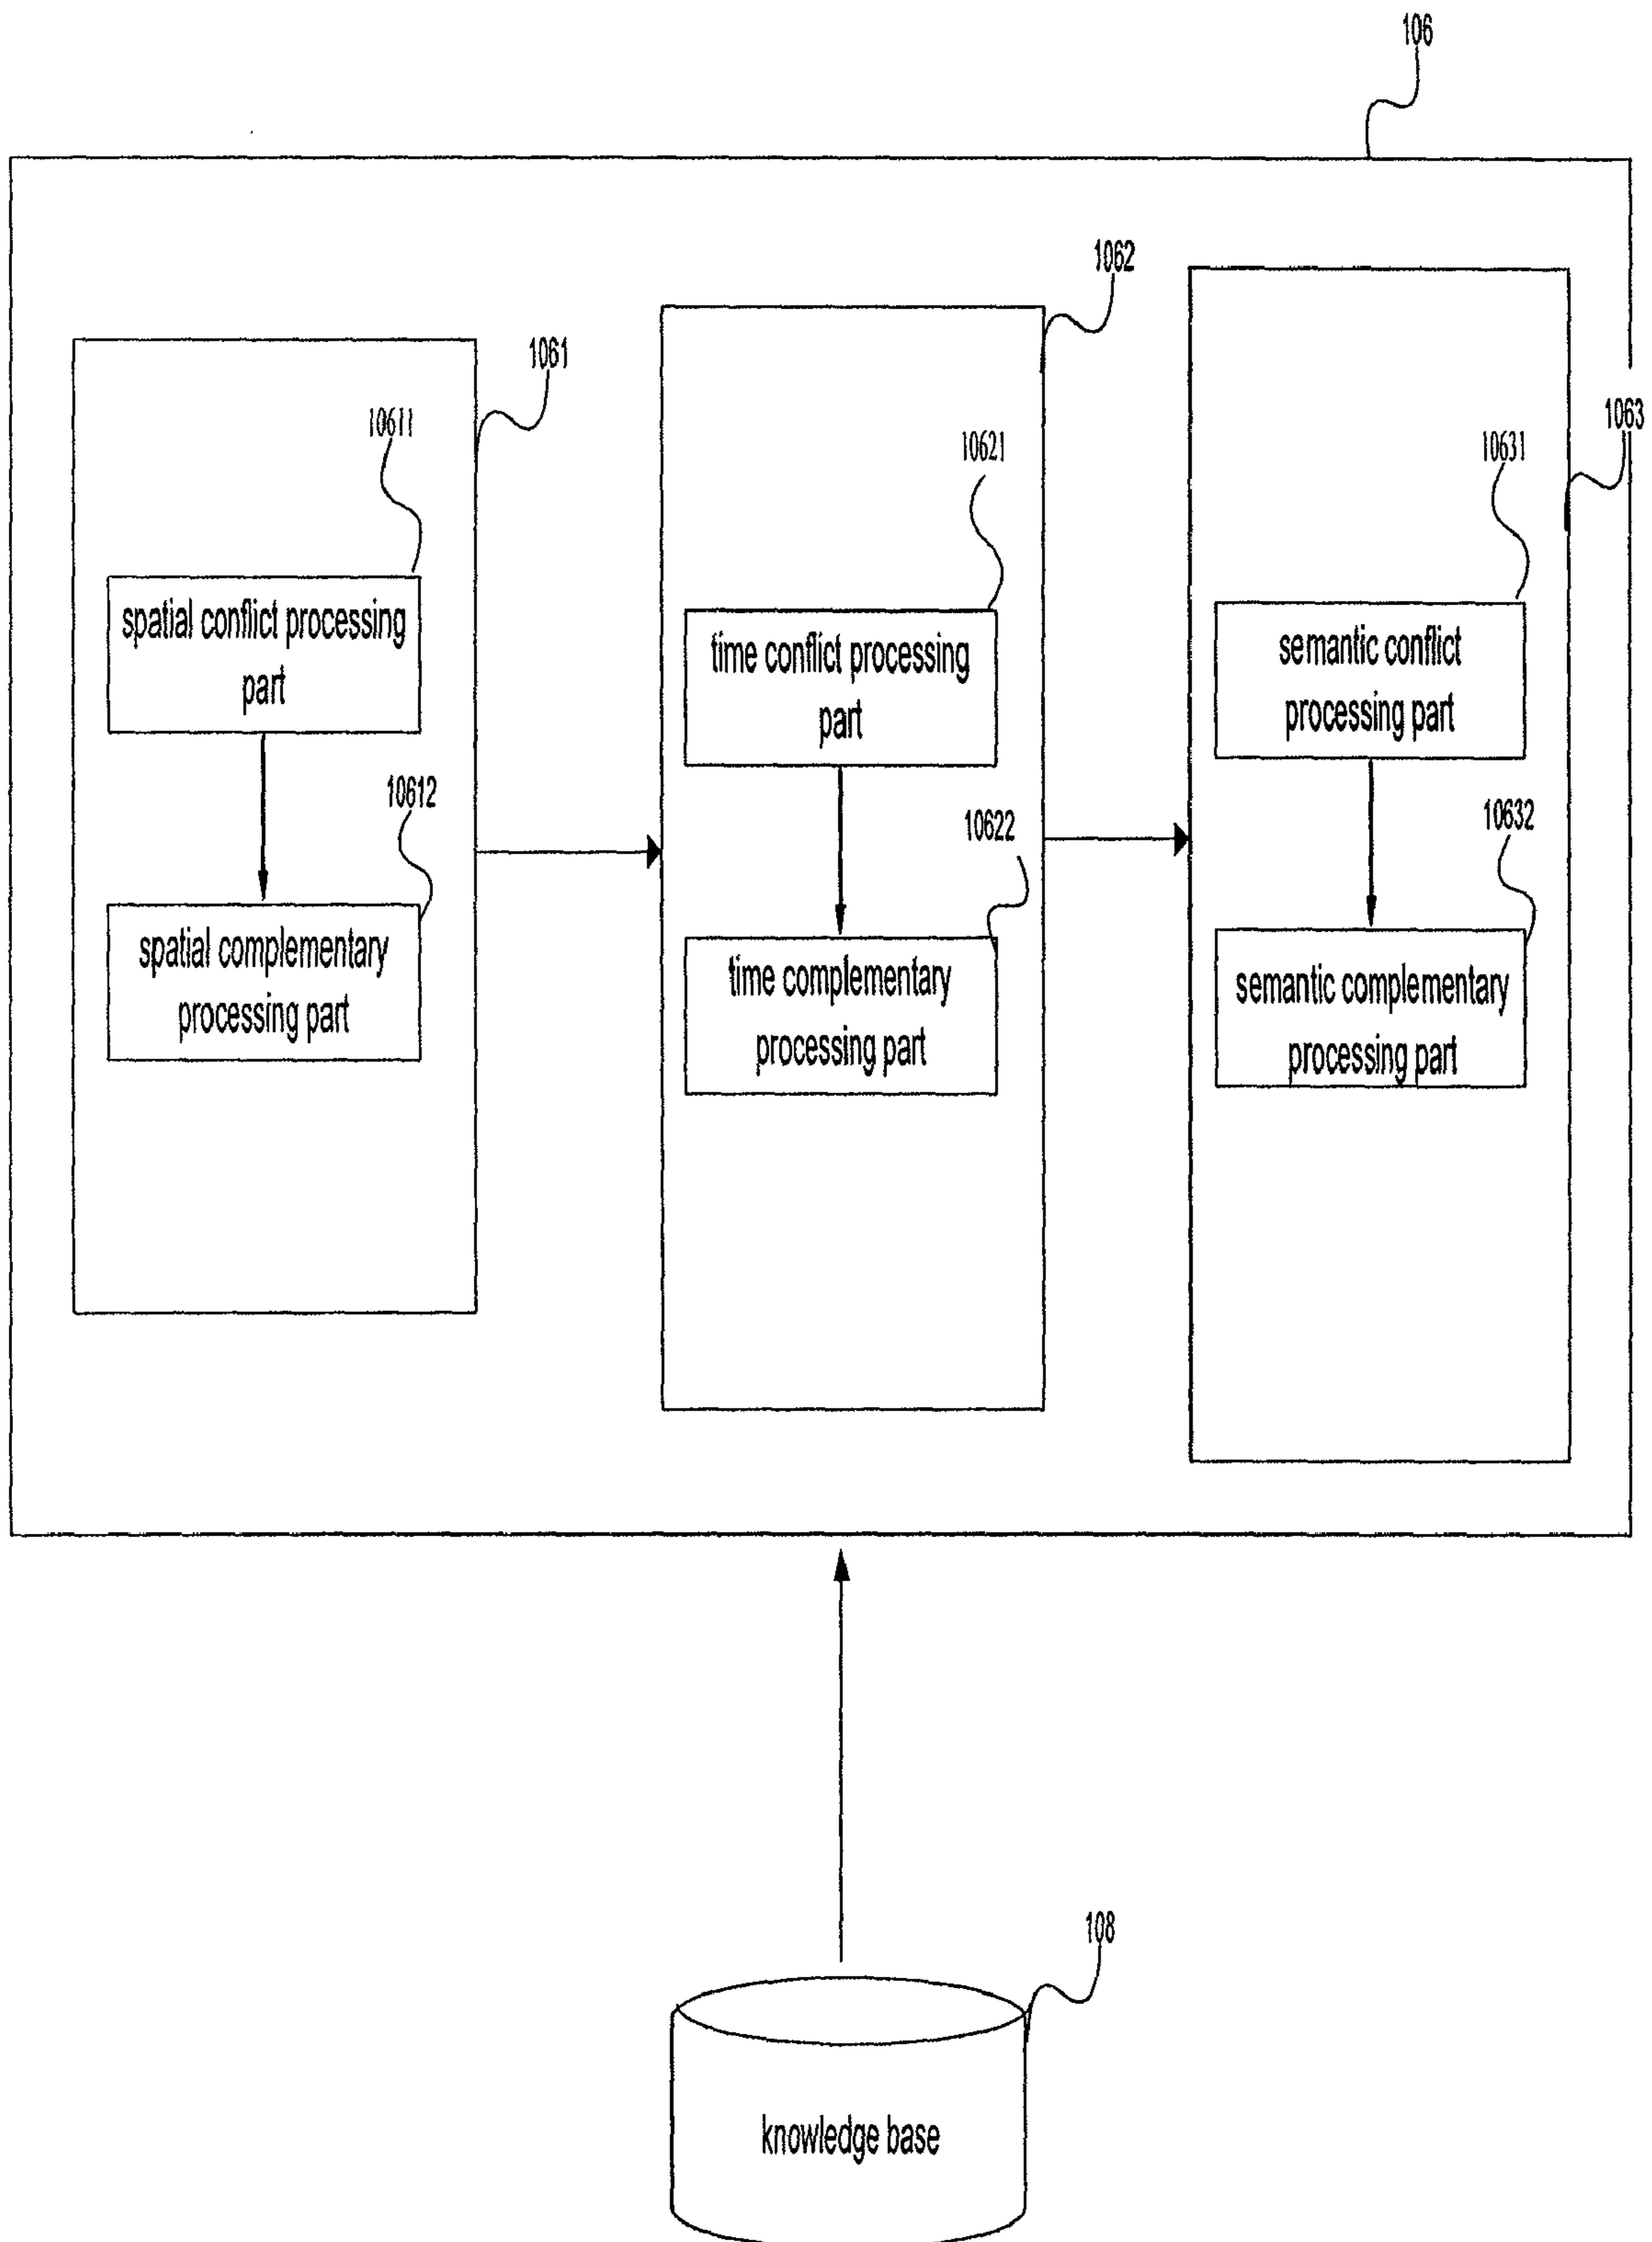 106
1062
1061
1063
10611
10621
10631
spatial conflict processing
part
time conflict processing
part
semantic conflict
processing part
10612
10622
10632
spatial complementary
processing part
time complementary
processing part
semantic complementary
processing part
108
knowledge base